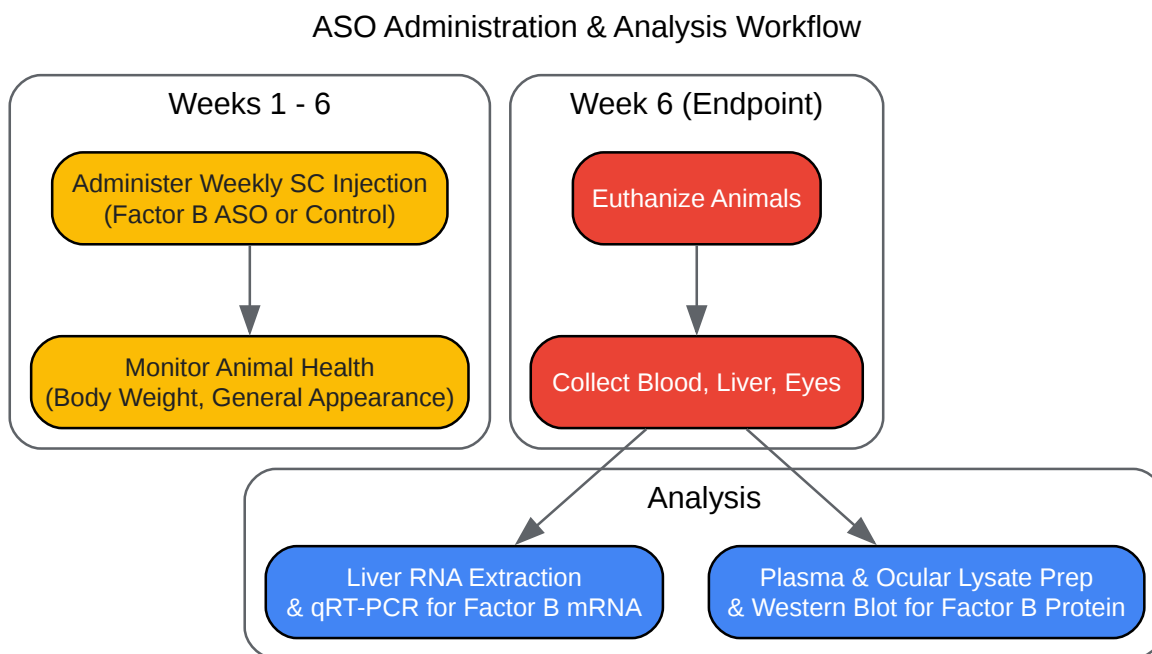 ASO Administration & Analysis Workflow
Weeks 1 - 6
Administer Weekly SC Injection
(Factor B ASO or Control)
Monitor Animal Health
(Body Weight, General Appearance)
Week 6 (Endpoint)
Euthanize Animals
Collect Blood, Liver, Eyes
Analysis
Liver RNA Extraction
& qRT-PCR for Factor B mRNA
Plasma & Ocular Lysate Prep
& Western Blot for Factor B Protein